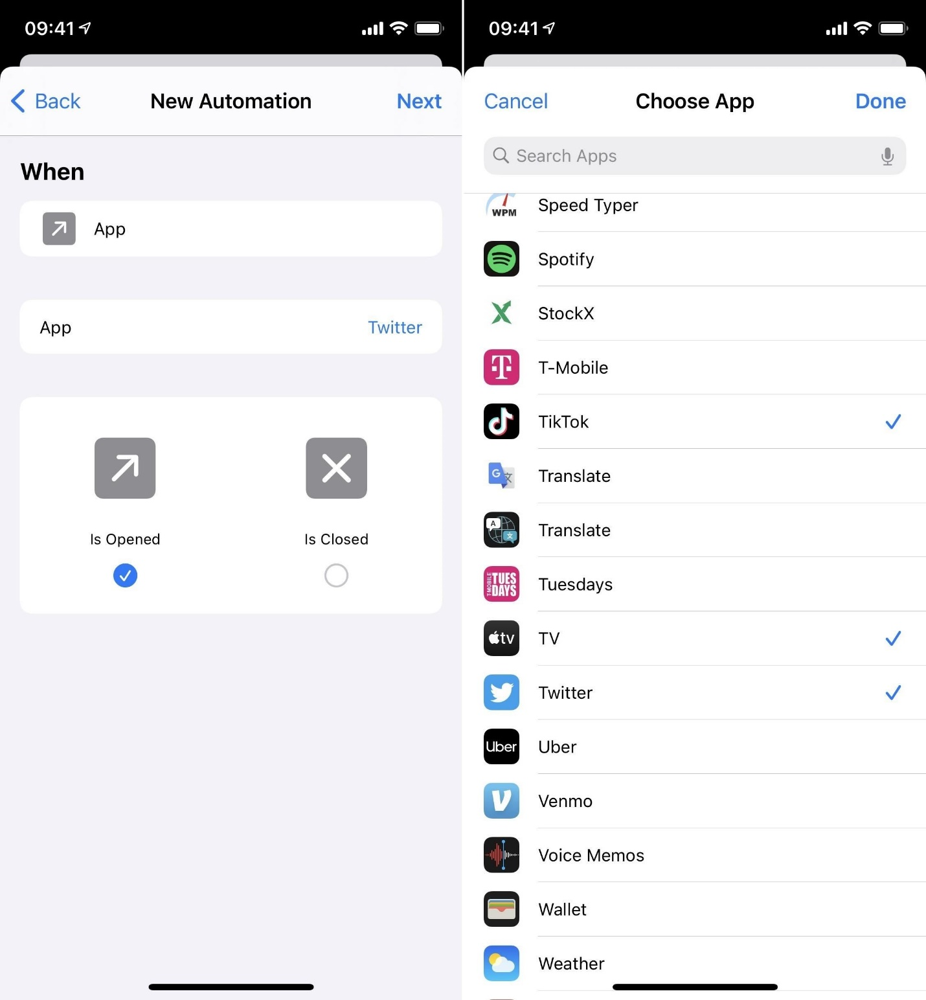 09:41
Back
New Automation
Next
When
App
App
Twitter
Is Opened
Is Closed
09:41
Cancel
Choose App
Done
Search Apps
WPM
Speed Typer
Spotify
StockX
T
T-Mobile
TikTok
G 文
Translate
A 文
Translate
T-MOBILE
TUES
DAYS
Tuesdays
tv
TV
Twitter
Uber
Uber
V
Venmo
Voice Memos
Wallet
Weather